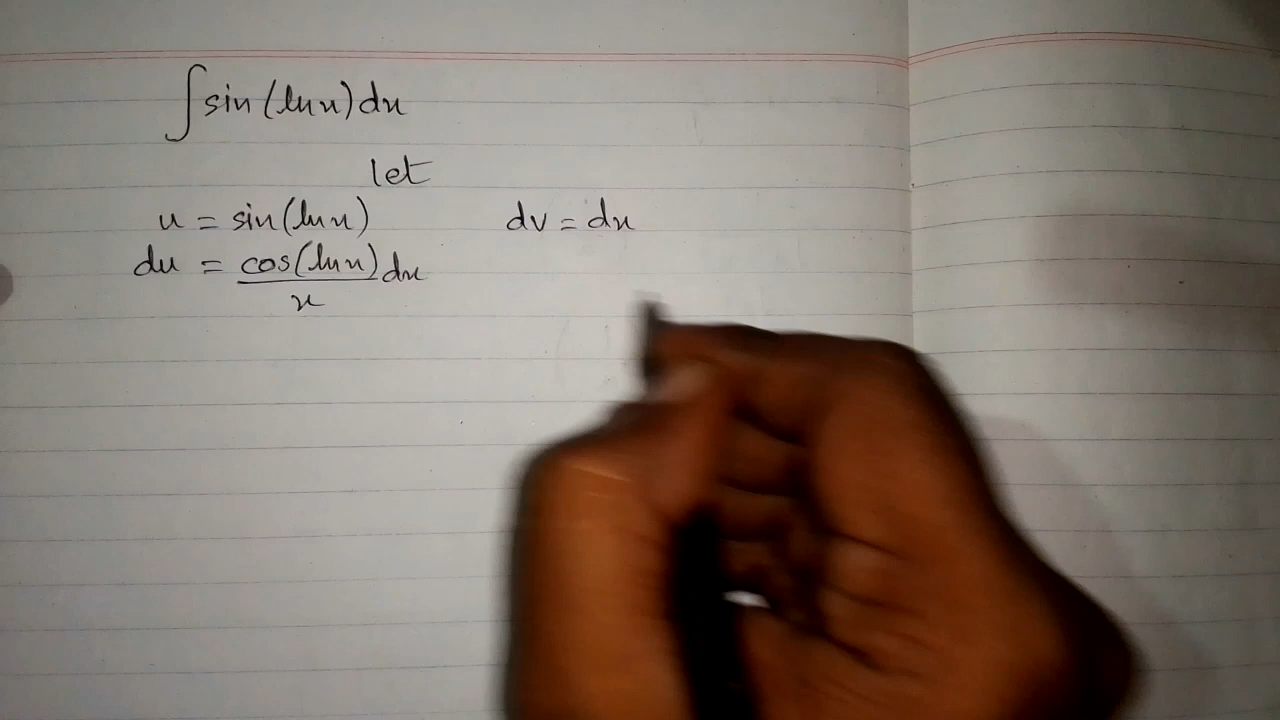 ∫ sin (ln x) dx
let
u = sin (ln x) dv = dx
du = cos(ln x)/x dx